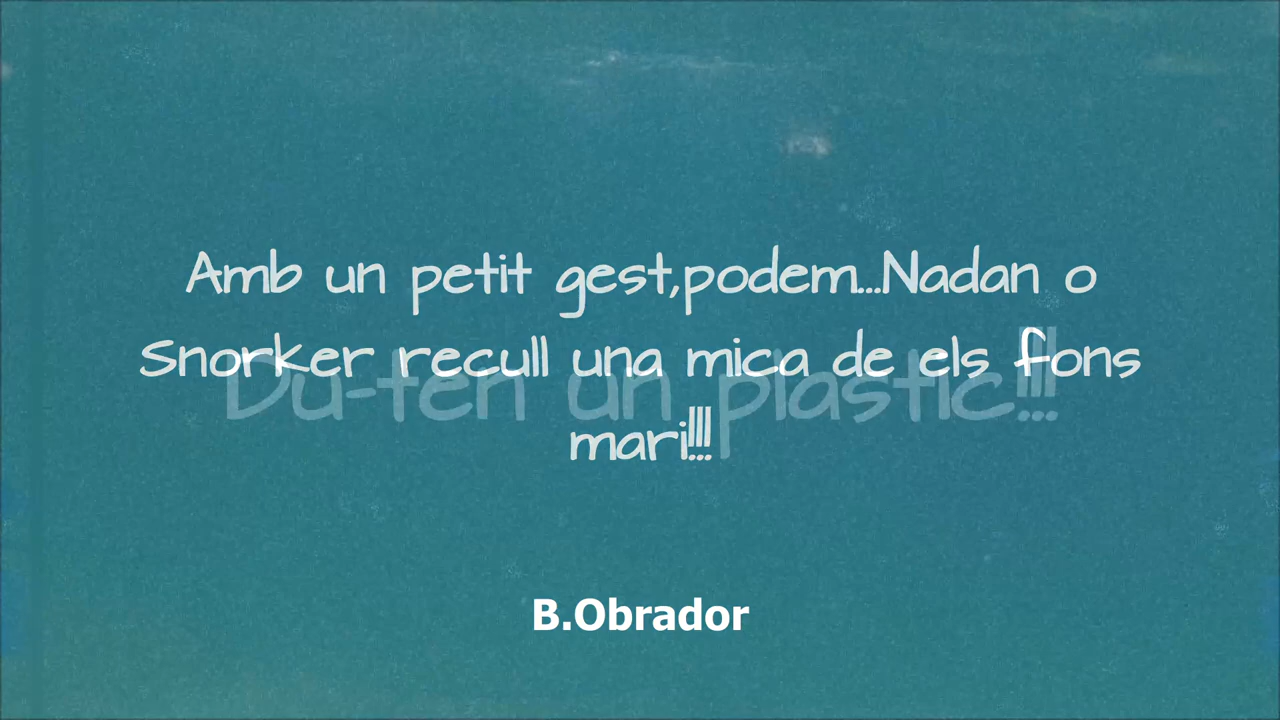 Amb un petit gest,podem...Nadan o
Snorker recull una mica de els fons
mari!!!
Du-ten un plastic!!!
B.Obrador